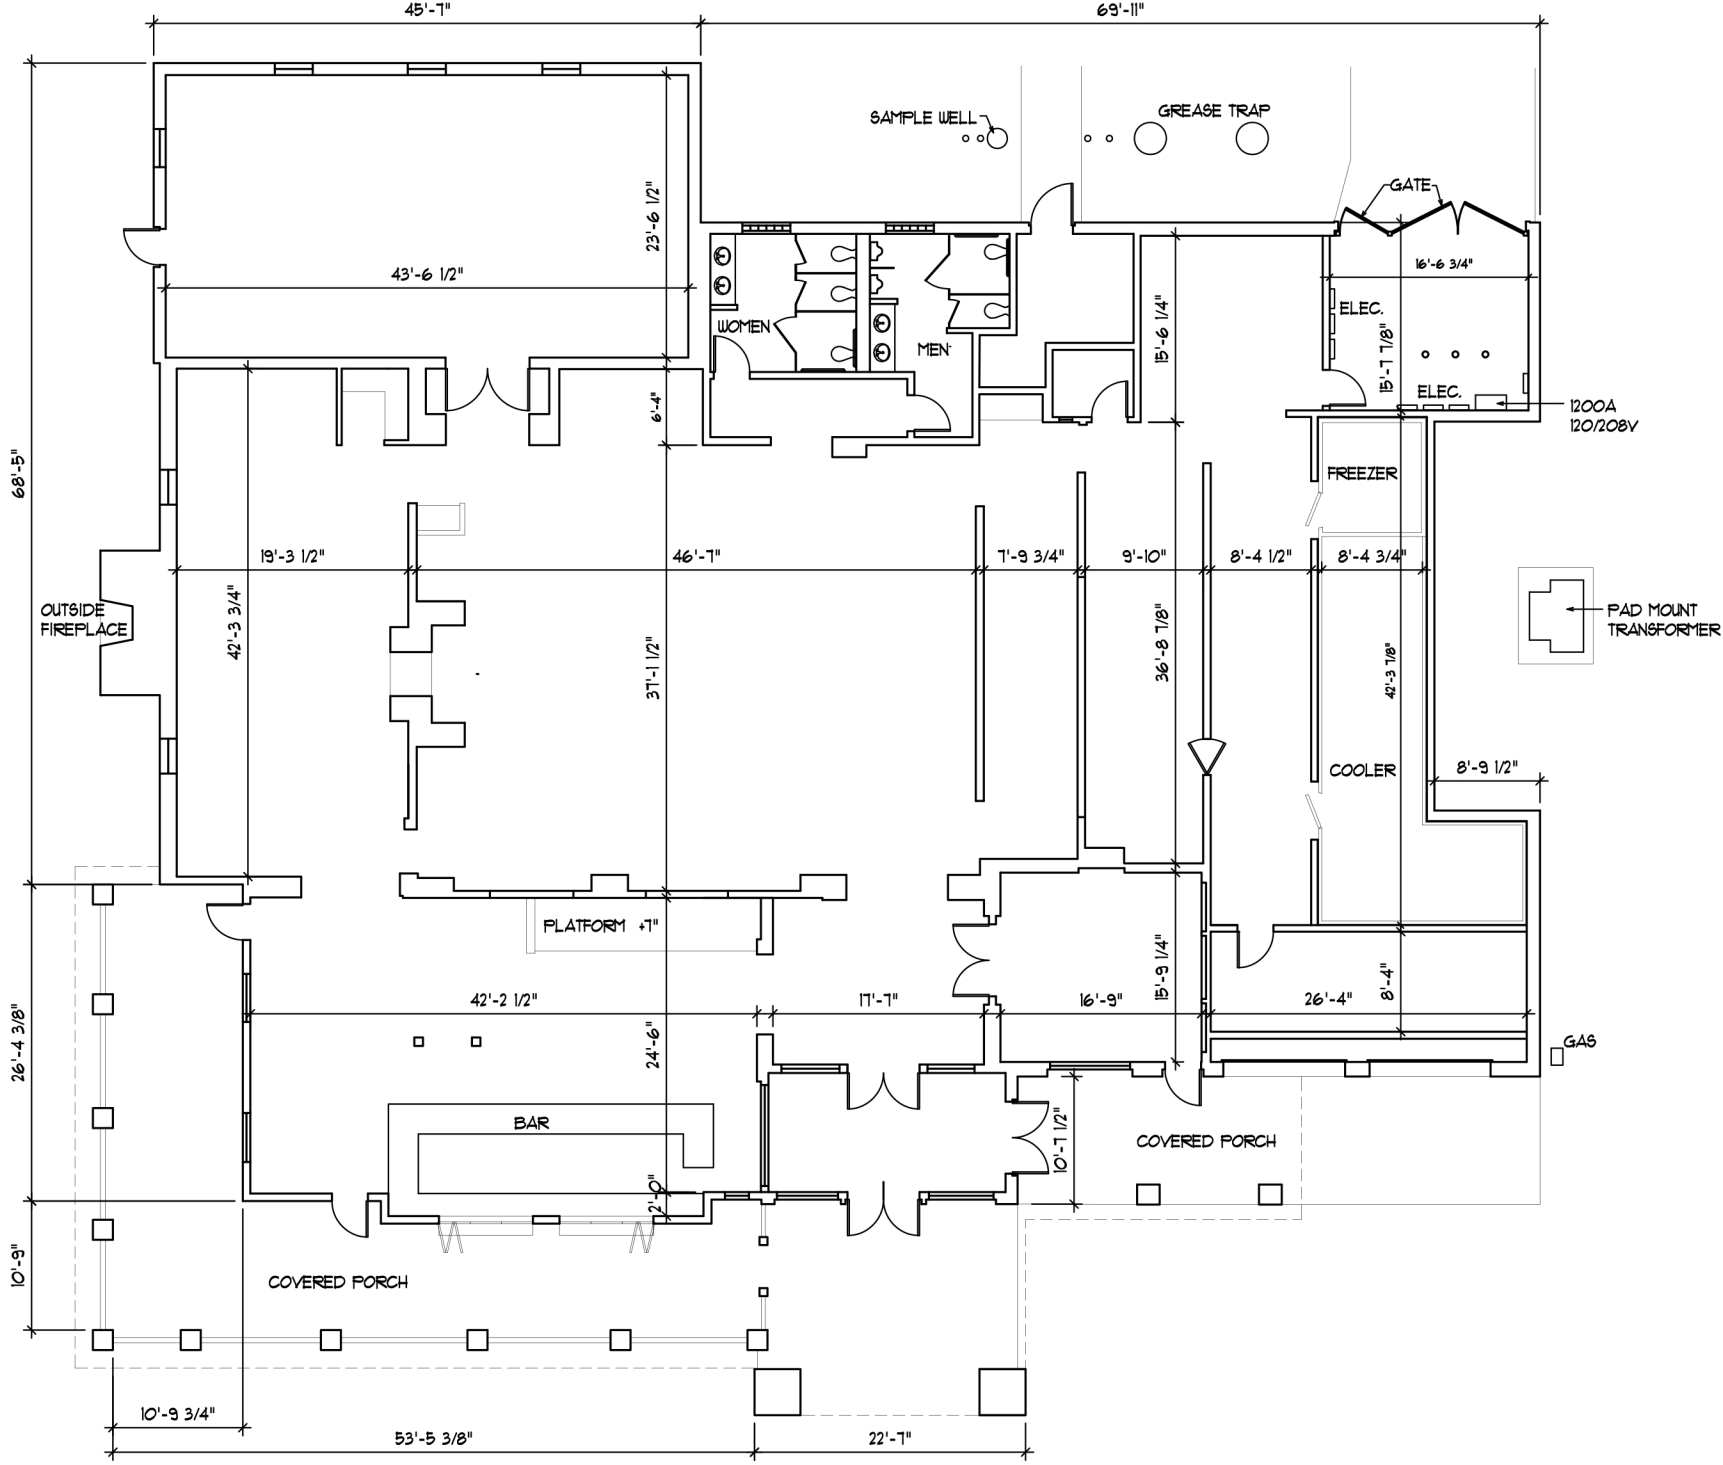 45'-7"
69'-11"
SAMPLE WELL
GREASE TRAP
GATE
23'-6 1/2"
43'-6 1/2"
16'-6 3/4"
WOMEN
MEN
15'-6 1/4"
ELEC.
15'-7 7/8"
ELEC.
1200A
120/208V
6'-4"
68'-5"
FREEZER
19'-3 1/2"
46'-7"
7'-9 3/4"
9'-10"
8'-4 1/2"
8'-4 3/4"
OUTSIDE
FIREPLACE
42'-3 3/4"
37'-1 1/2"
36'-8 7/8"
42'-3 7/8"
PAD MOUNT
TRANSFORMER
COOLER
8'-9 1/2"
PLATFORM +7"
42'-2 1/2"
17'-7"
16'-9"
15'-9 1/4"
26'-4"
8'-4"
26'-4 3/8"
24'-6"
GAS
BAR
10'-7 1/2"
COVERED PORCH
2'-0"
10'-9"
COVERED PORCH
10'-9 3/4"
53'-5 3/8"
22'-7"